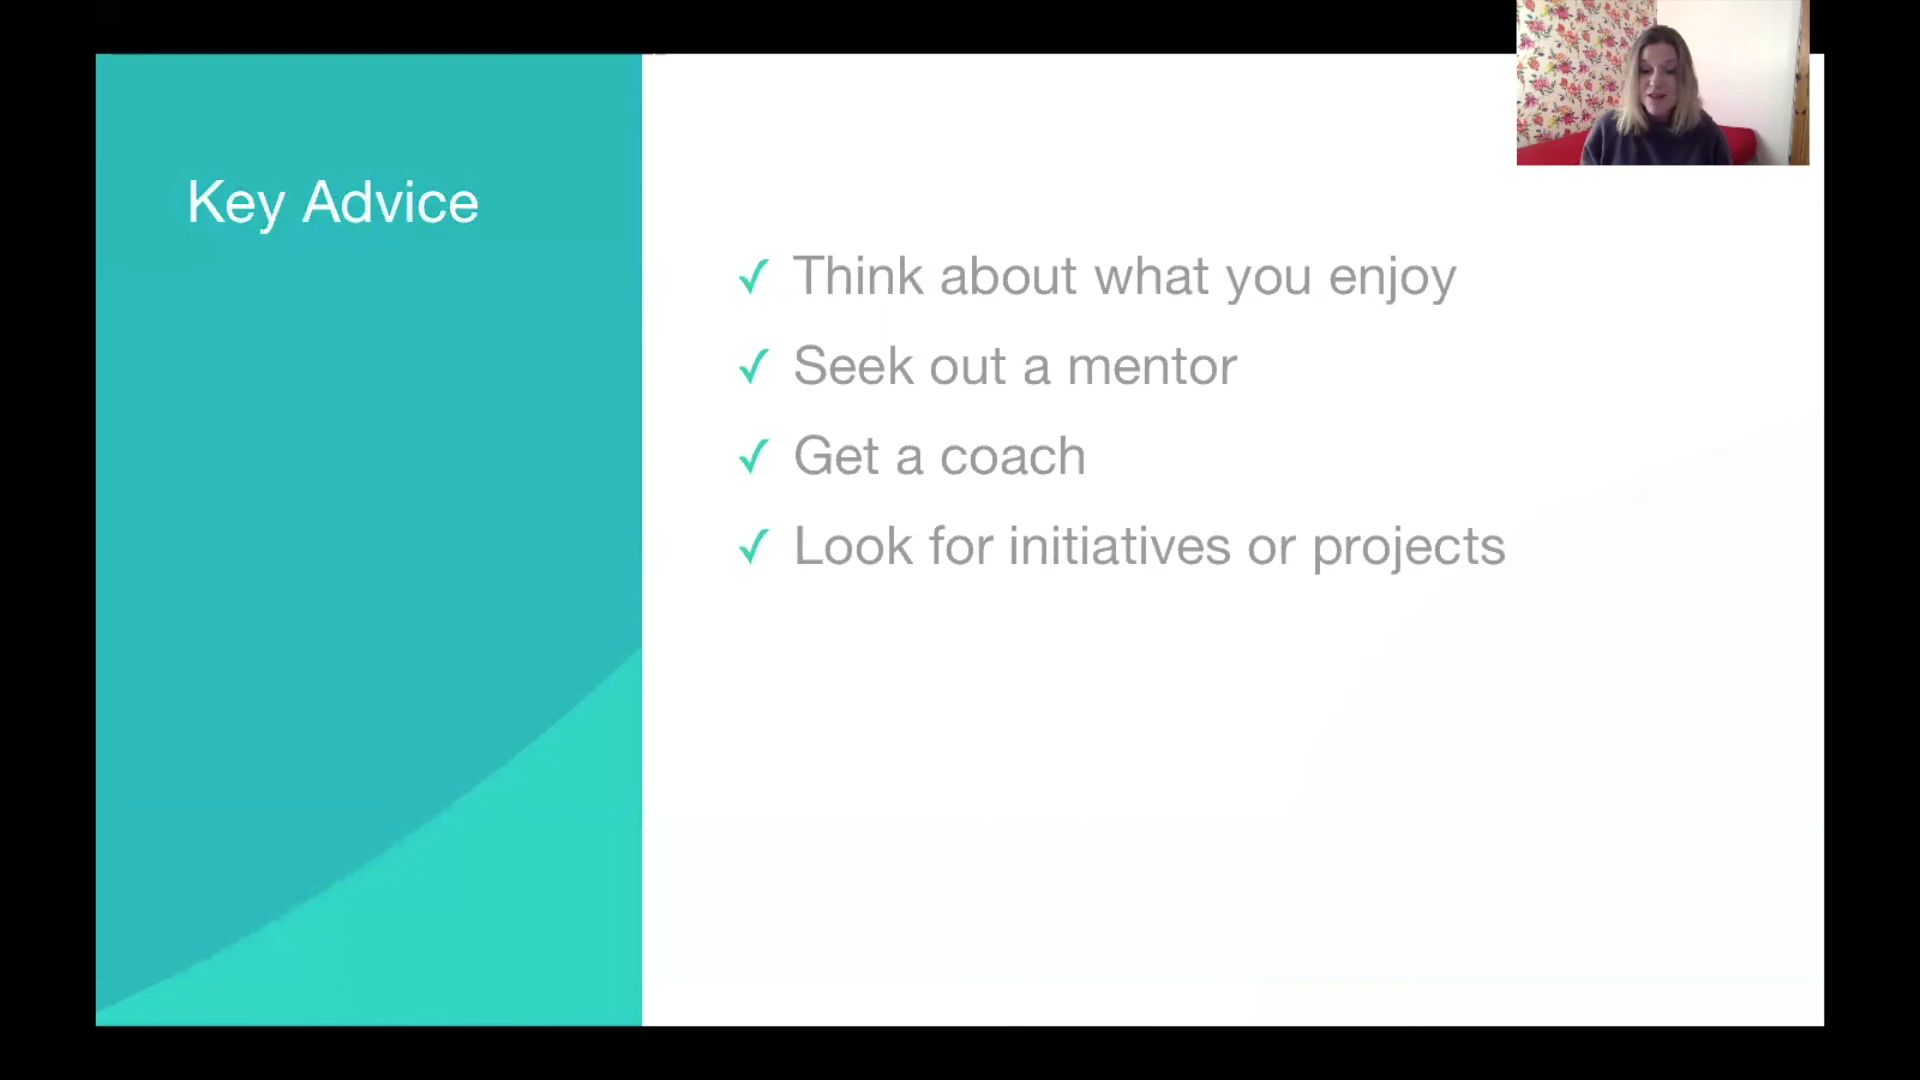 Key Advice
✓ Think about what you enjoy
✓ Seek out a mentor
✓ Get a coach
✓ Look for initiatives or projects